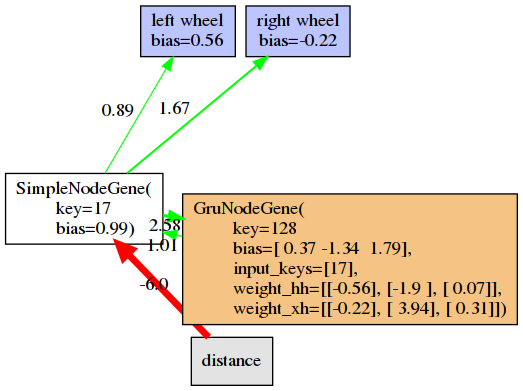 left wheel
bias=0.56
right wheel
bias=-0.22
0.89
1.67
SimpleNodeGene(
key=17
bias=0.99)
2.58
1.01
-6.0
GruNodeGene(
key=128
bias=[ 0.37 -1.34  1.79],
input_keys=[17],
weight_hh=[[-0.56], [-1.9 ], [ 0.07]],
weight_xh=[[-0.22], [ 3.94], [ 0.31]])
distance